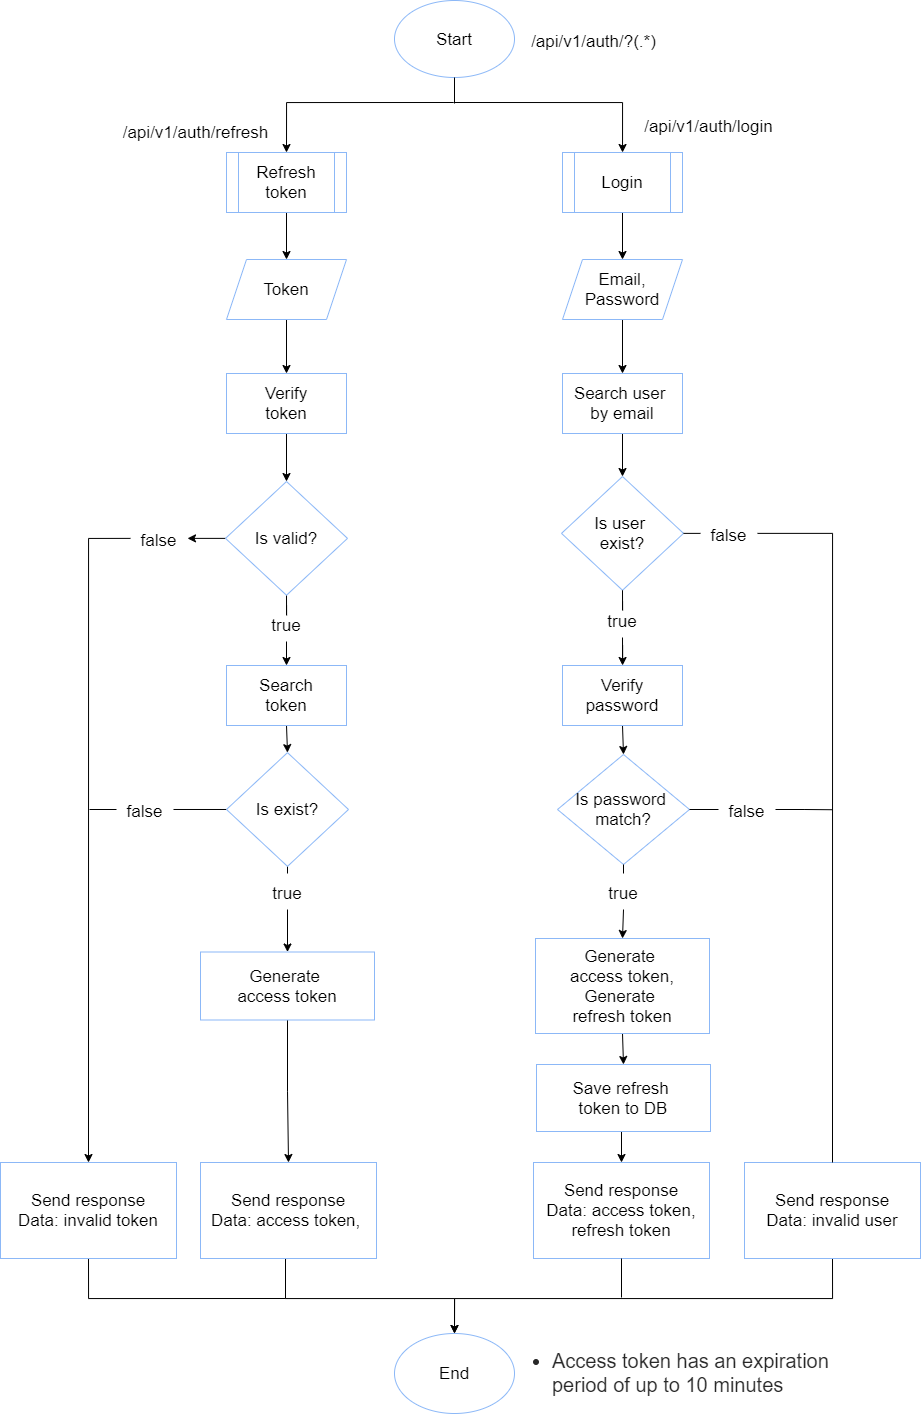 Start
/api/v1/auth/?(.*)
/api/v1/auth/refresh
/api/v1/auth/login
Refresh
token
Login
Token
Email,
Password
Verify
token
Search user
by email
Is valid?
false
Is user
exist?
false
true
true
Search
token
Verify
password
Is exist?
false
Is password
match?
false
true
true
Generate
access token
Generate
access token,
Generate
refresh token
Save refresh
token to DB
Send response
Data: invalid token
Send response
Data: access token,
Send response
Data: access token,
refresh token
Send response
Data: invalid user
End
• Access token has an expiration
period of up to 10 minutes